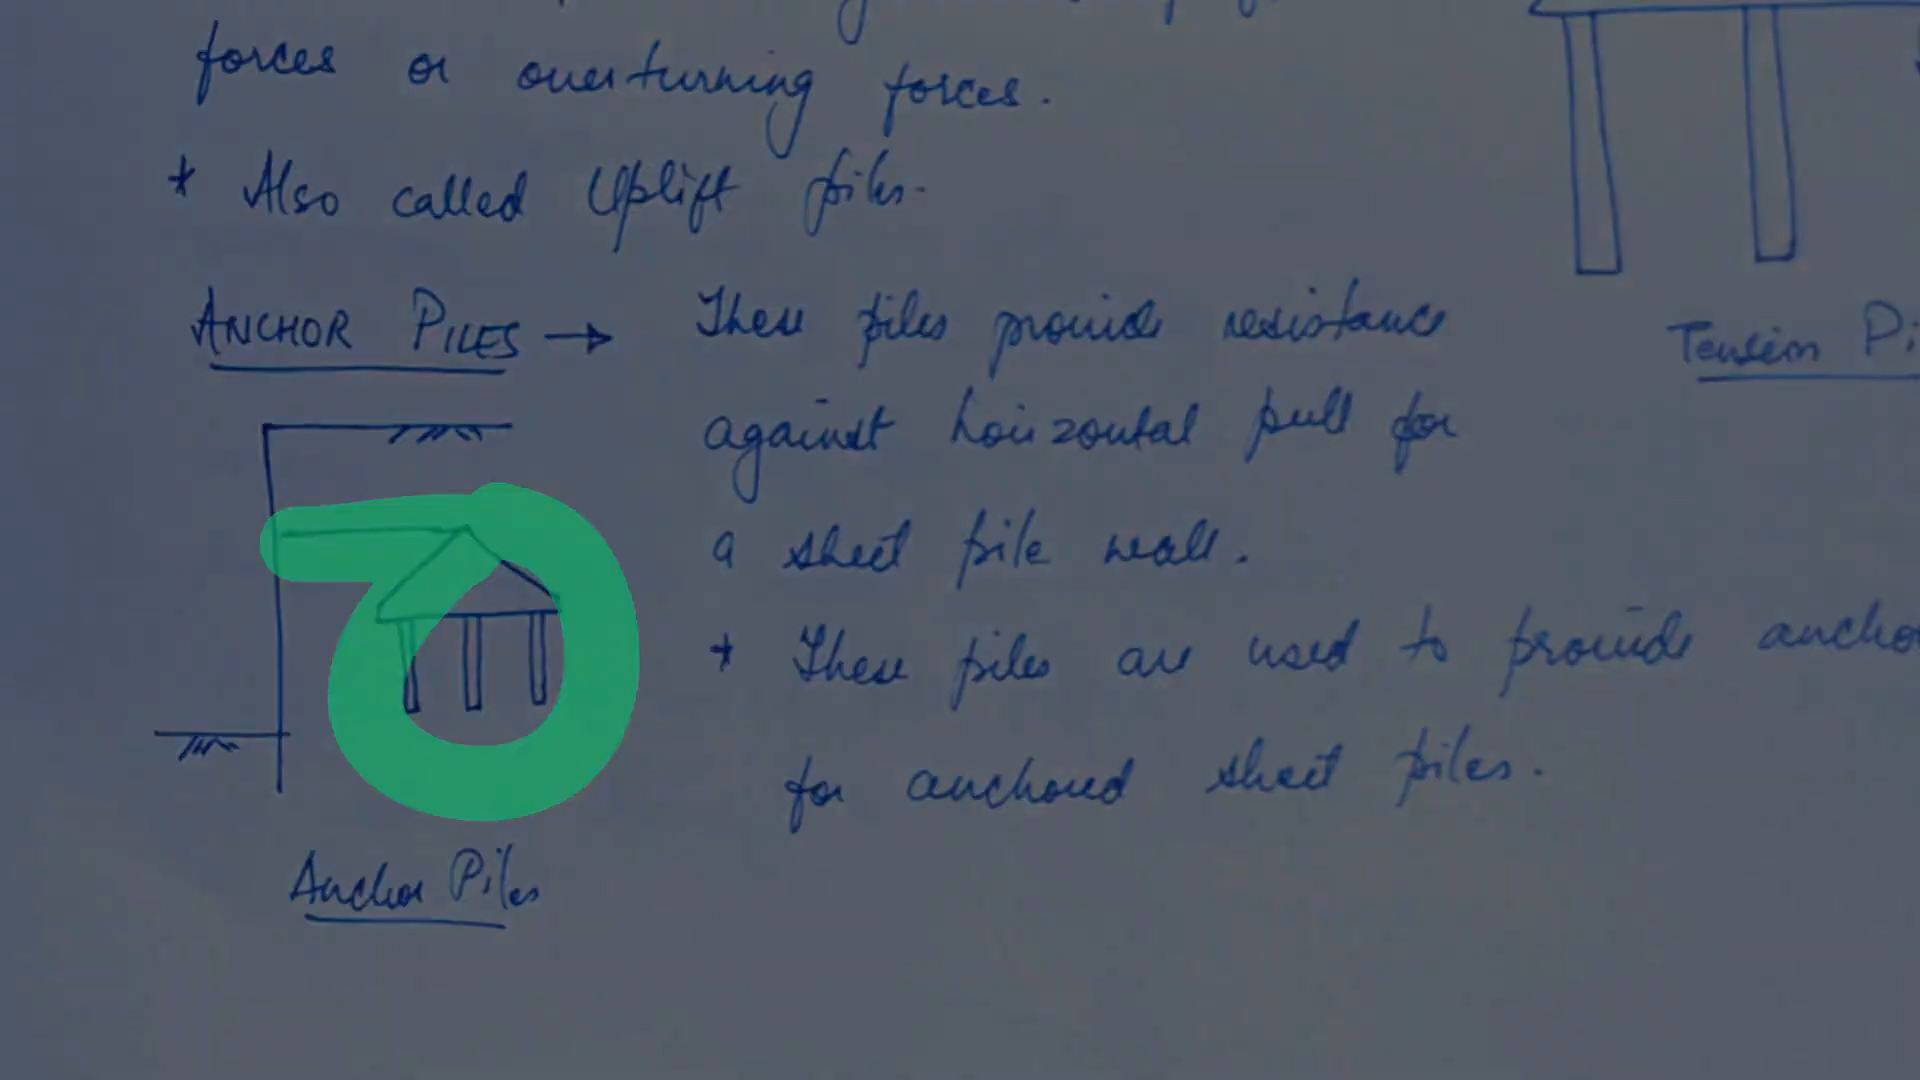 forces or overturning forces.
* Also called Uplift piles.
ANCHOR PILES → These piles provide resistance
against horizontal pull for
a sheet pile wall.
* These piles are used to provide ancho
for anchored sheet piles.
Anchor Piles
Tension Pi